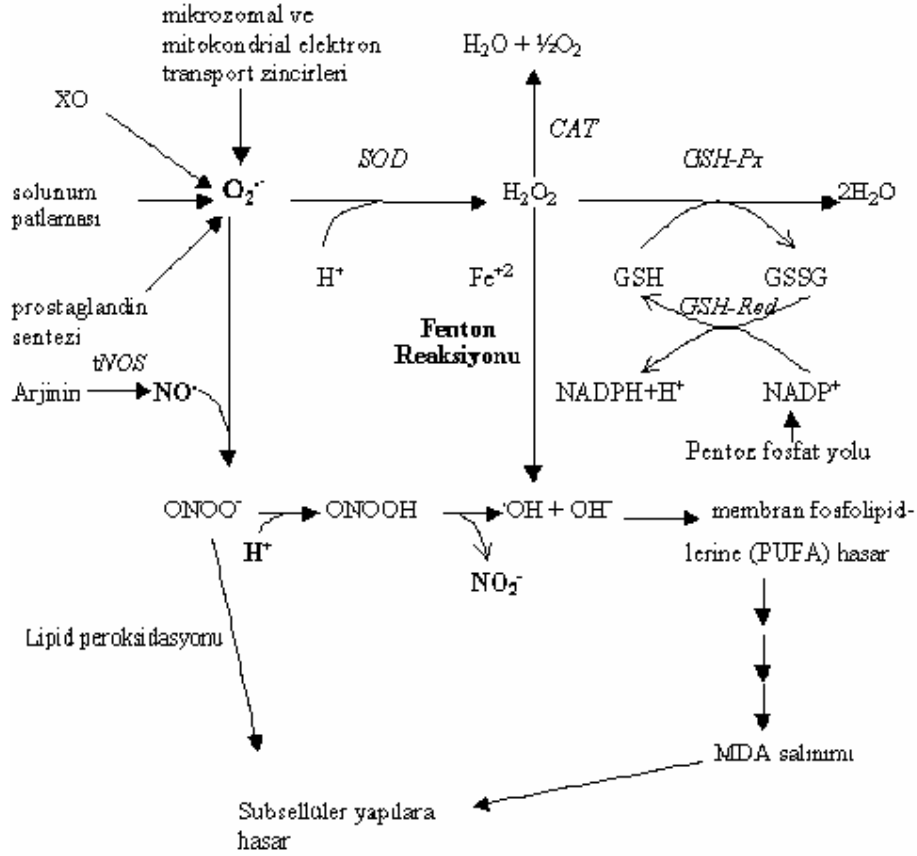 mikrozomal ve
mitokondrial elektron
transport zincirleri
H₂O + ½O₂
XO
CAT
SOD
GSH-Px
solunum
patlaması
O₂˙⁻
H₂O₂
2H₂O
H⁺
Fe⁺²
GSH
GSSG
prostaglandin
sentezi
GSH-Red
Fenton
Reaksiyonu
tNOS
Arjinin
NO˙
NADPH+H⁺
NADP⁺
Pentoz fosfat yolu
ONOO⁻
ONOOH
˙OH + OH⁻
membran fosfolipid-
lerine (PUFA) hasar
H⁺
NO₂⁻
Lipid peroksidasyonu
MDA salınımı
Subsellüler yapılara
hasar